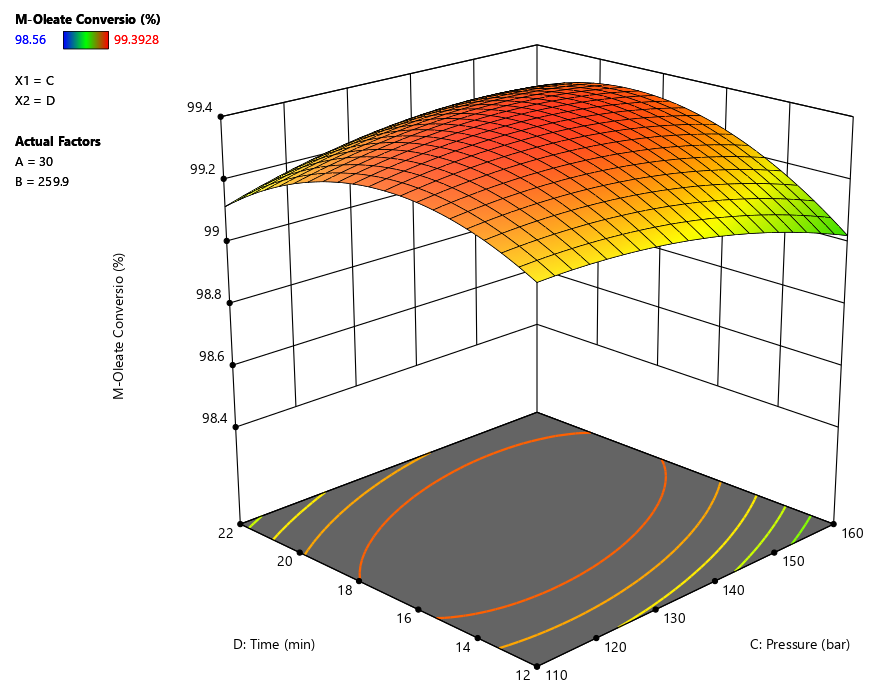 M-Oleate Conversio (%)
98.56 99.3928
X1 = C
X2 = D
Actual Factors
A = 30
B = 259.9
99.4
99.2
99
98.8
98.6
98.4
M-Oleate Conversio (%)
22
20
18
16
14
12
D: Time (min)
110
120
130
140
150
160
C: Pressure (bar)